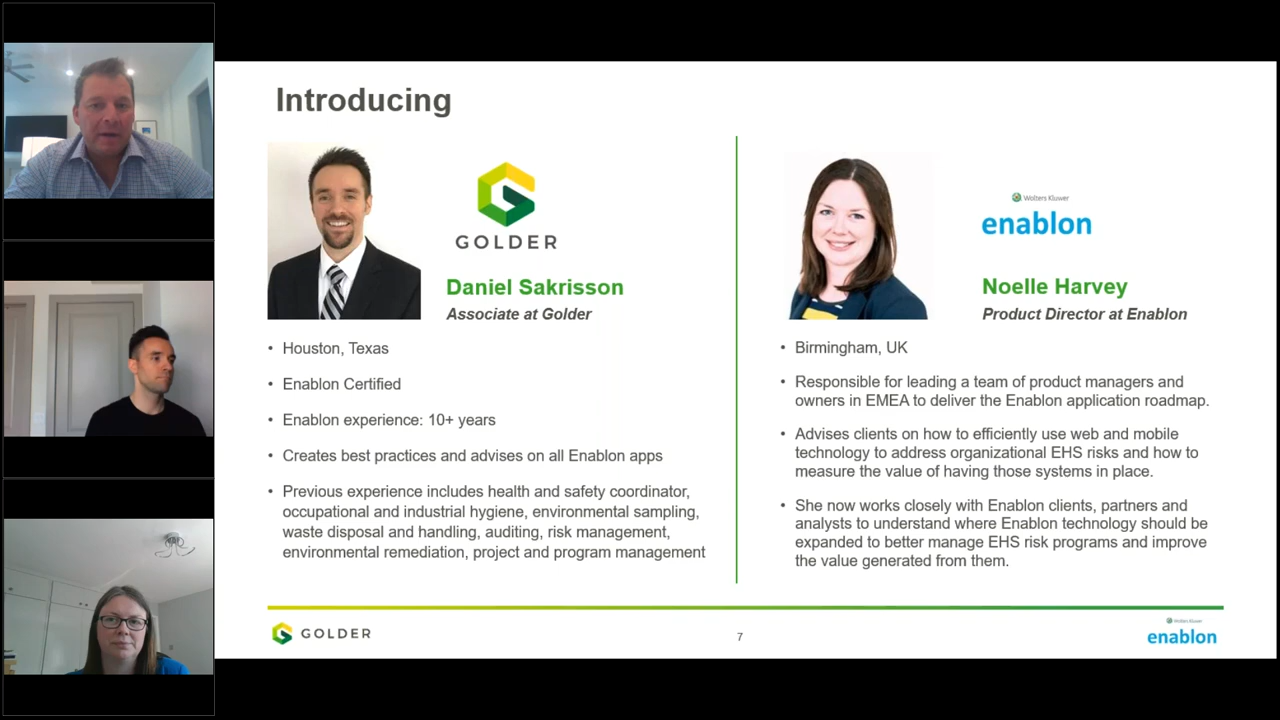 Introducing
GOLDER
Daniel Sakrisson
Associate at Golder
• Houston, Texas
• Enablon Certified
• Enablon experience: 10+ years
• Creates best practices and advises on all Enablon apps
• Previous experience includes health and safety coordinator,
occupational and industrial hygiene, environmental sampling,
waste disposal and handling, auditing, risk management,
environmental remediation, project and program management
Wolters Kluwer
enablon
Noelle Harvey
Product Director at Enablon
• Birmingham, UK
• Responsible for leading a team of product managers and
owners in EMEA to deliver the Enablon application roadmap.
• Advises clients on how to efficiently use web and mobile
technology to address organizational EHS risks and how to
measure the value of having those systems in place.
• She now works closely with Enablon clients, partners and
analysts to understand where Enablon technology should be
expanded to better manage EHS risk programs and improve
the value generated from them.
GOLDER
7
Wolters Kluwer
enablon